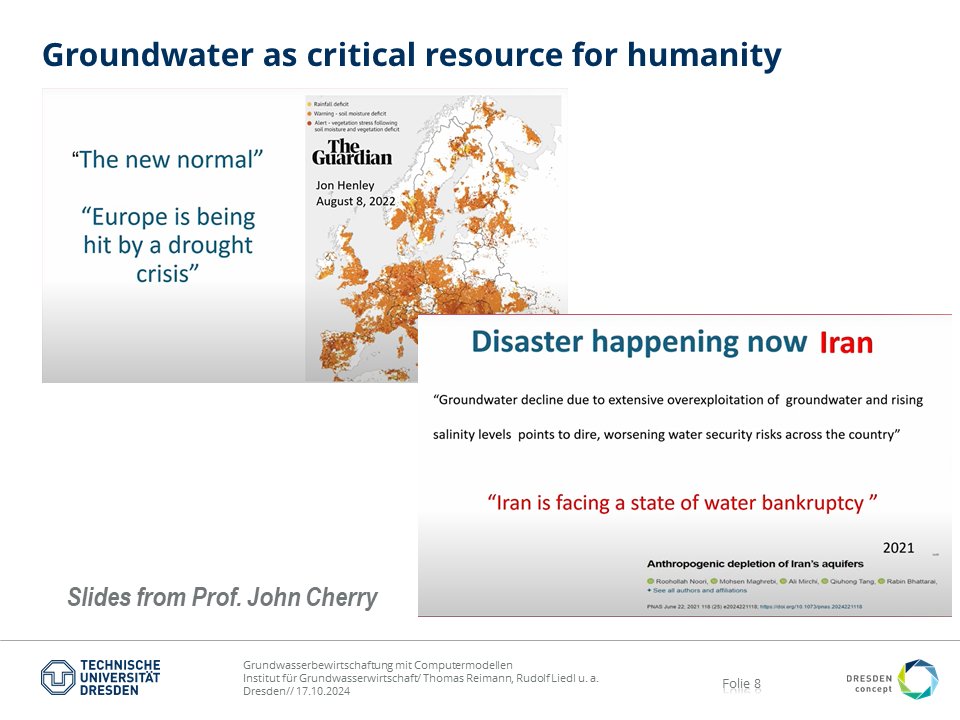 Groundwater as critical resource for humanity
“The new normal”
“Europe is being
hit by a drought
crisis”
Rainfall deficit
Warning - soil moisture deficit
Alert - vegetation stress following
soil moisture and vegetation deficit
The
Guardian
Jon Henley
August 8, 2022
Disaster happening now Iran
“Groundwater decline due to extensive overexploitation of groundwater and rising
salinity levels points to dire, worsening water security risks across the country”
“Iran is facing a state of water bankruptcy ”
2021
Anthropogenic depletion of Iran's aquifers
Roohollah Noori, Mohsen Maghrebi, Ali Mirchi, Qiuhong Tang, Rabin Bhattarai,
+ See all authors and affiliations
PNAS June 22, 2021 118 (25) e2024221118; https://doi.org/10.1073/pnas.2024221118
Slides from Prof. John Cherry
TECHNISCHE
UNIVERSITÄT
DRESDEN
Grundwasserbewirtschaftung mit Computermodellen
Institut für Grundwasserwirtschaft/ Thomas Reimann, Rudolf Liedl u. a.
Dresden// 17.10.2024
Folie 8
DRESDEN
concept